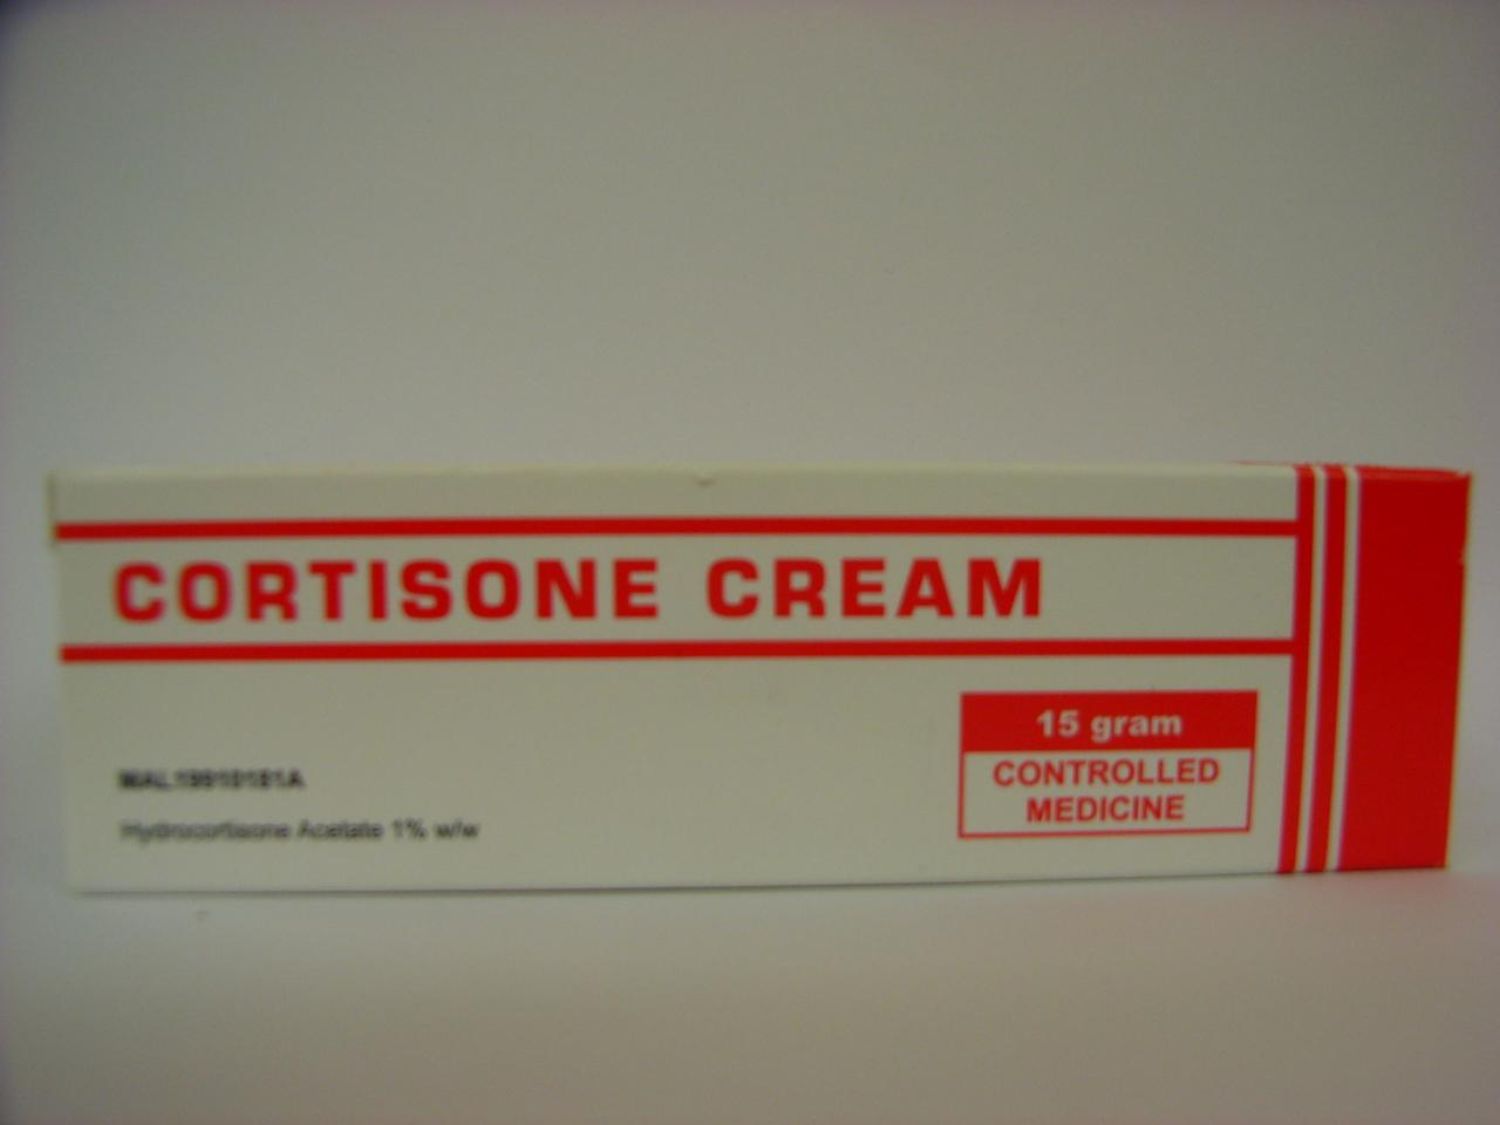 CORTISONE CREAM
15 gram
CONTROLLED
MEDICINE
Hydrocortisone Acetate 1% w/w